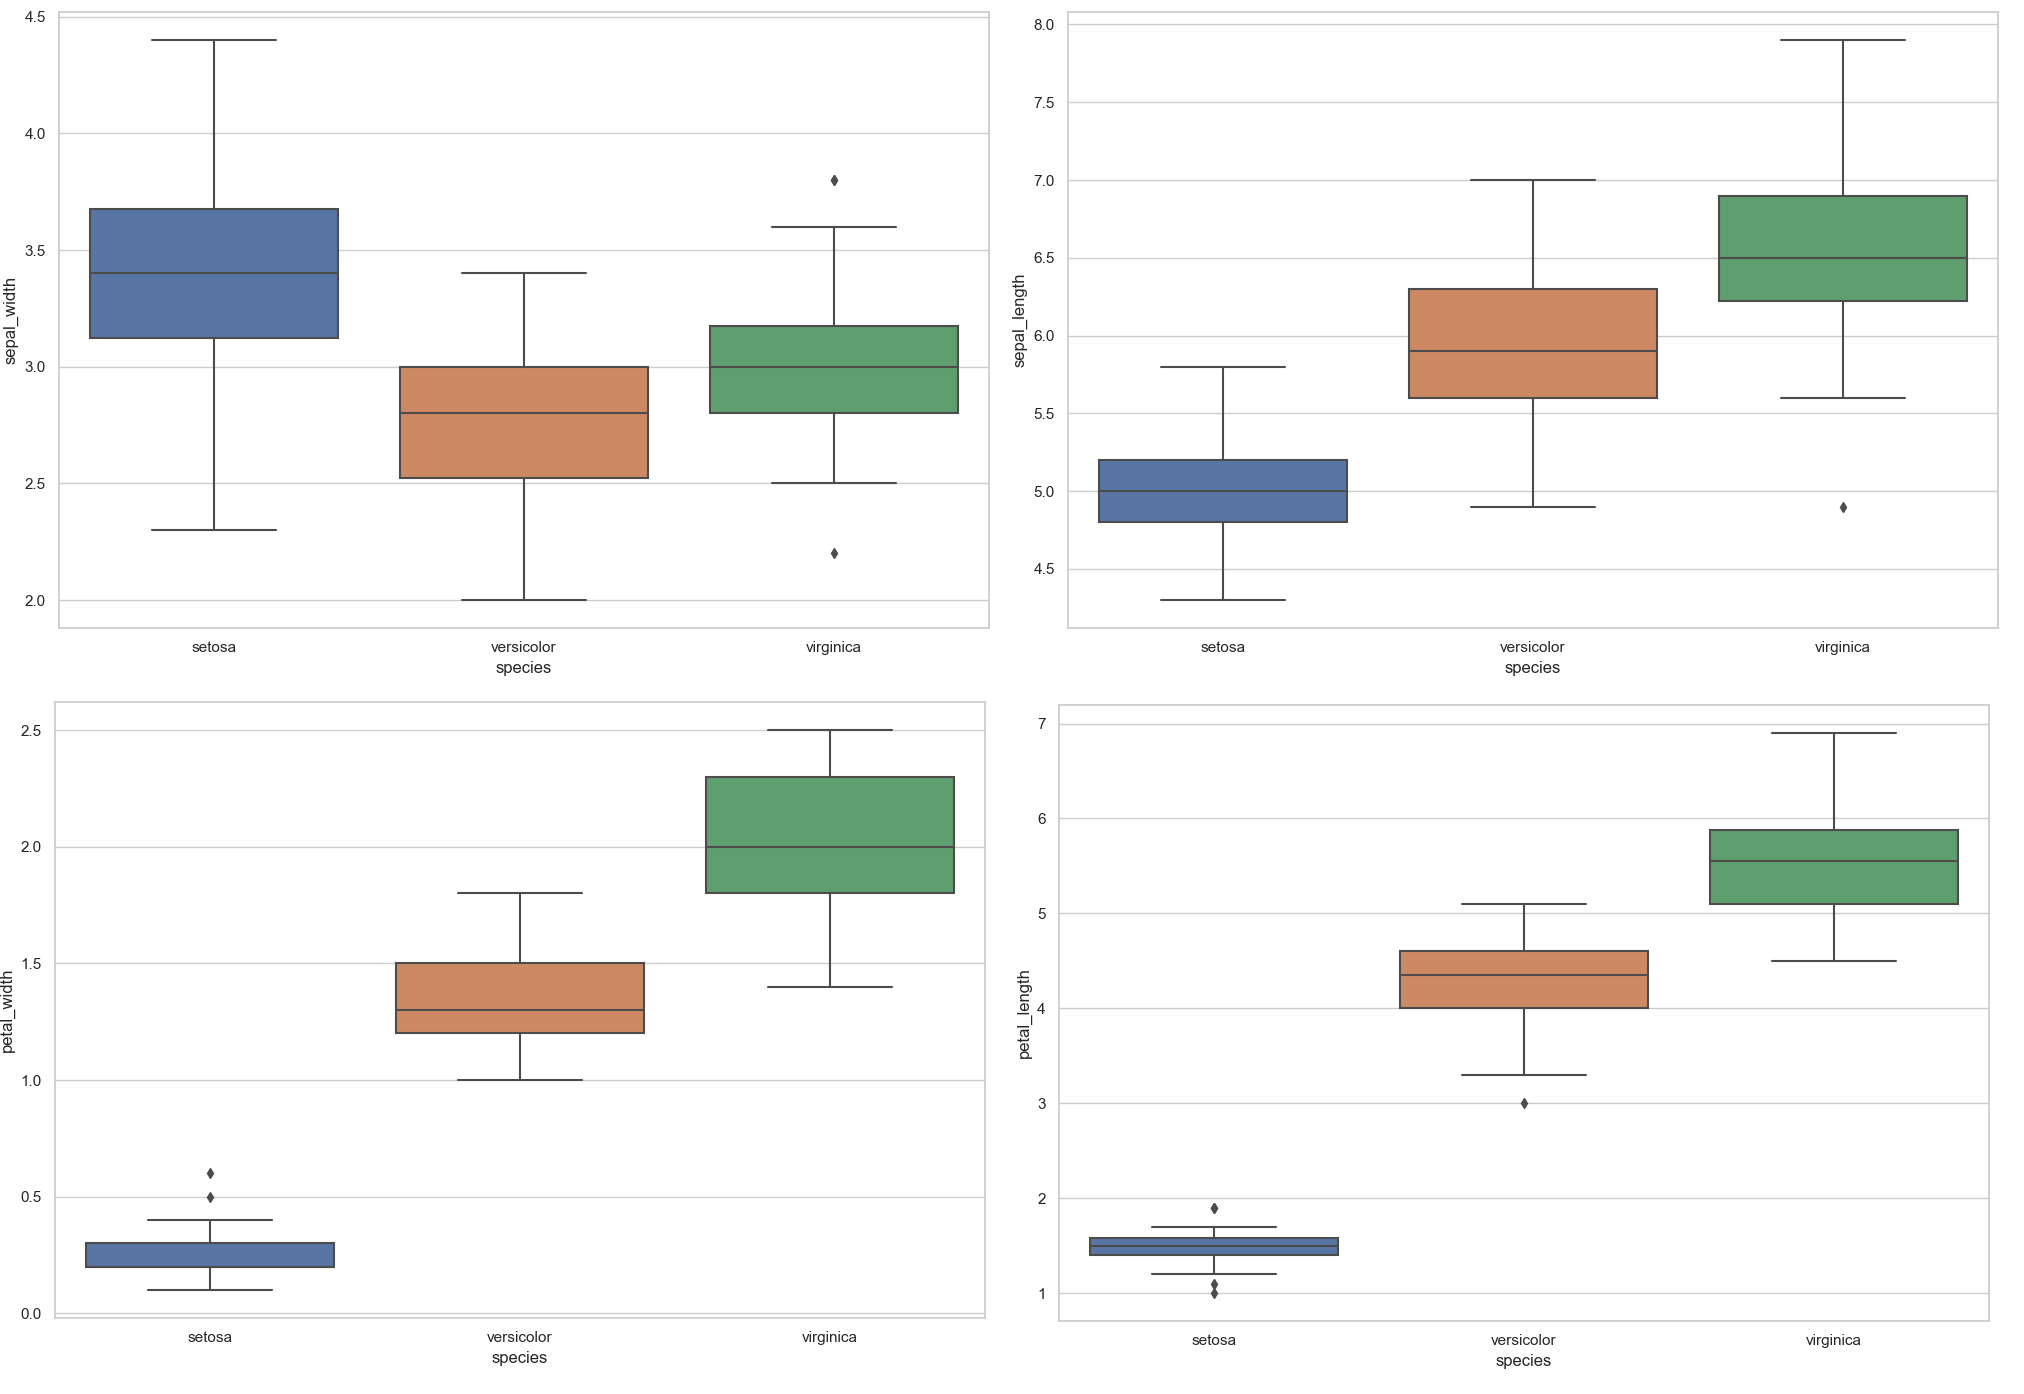 4.5
4.0
3.5
3.0
2.5
2.0
sepal_width
setosa versicolor virginica
species
8.0
7.5
7.0
6.5
6.0
5.5
5.0
4.5
sepal_length
setosa versicolor virginica
species
2.5
2.0
1.5
1.0
0.5
0.0
petal_width
setosa versicolor virginica
species
7
6
5
4
3
2
1
petal_length
setosa versicolor virginica
species